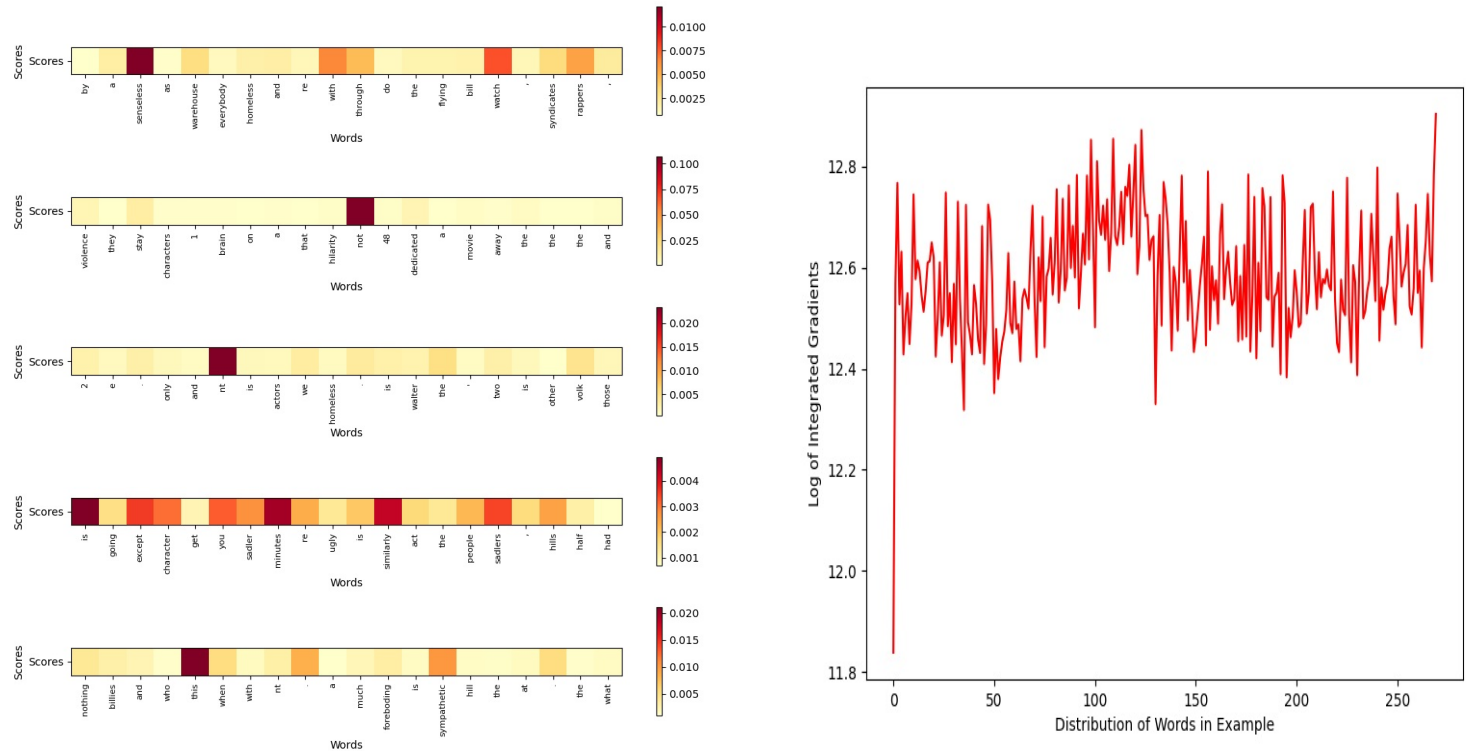 Scores
Scores
by a senseless as warehouse everybody homeless and re with through do the flying bill watch , syndicates rappers ,
Words
0.0100
0.0075
0.0050
0.0025
Scores
Scores
violence they stay characters 1 brain on a that hilarity not 48 dedicated a movie away the the the and
Words
0.100
0.075
0.050
0.025
Scores
Scores
2 e . only and nt is actors we homeless . is walter the , two is other volk those
Words
0.020
0.015
0.010
0.005
Scores
Scores
is going except character get you sadler minutes re ugly is similarly act the people sadlers , hills half had
Words
0.004
0.003
0.002
0.001
Scores
Scores
nothing billies and who this when with nt . a much foreboding is sympathetic hill the at . the what
Words
0.020
0.015
0.010
0.005
Log of Integrated Gradients
12.8
12.6
12.4
12.2
12.0
11.8
0 50 100 150 200 250
Distribution of Words in Example